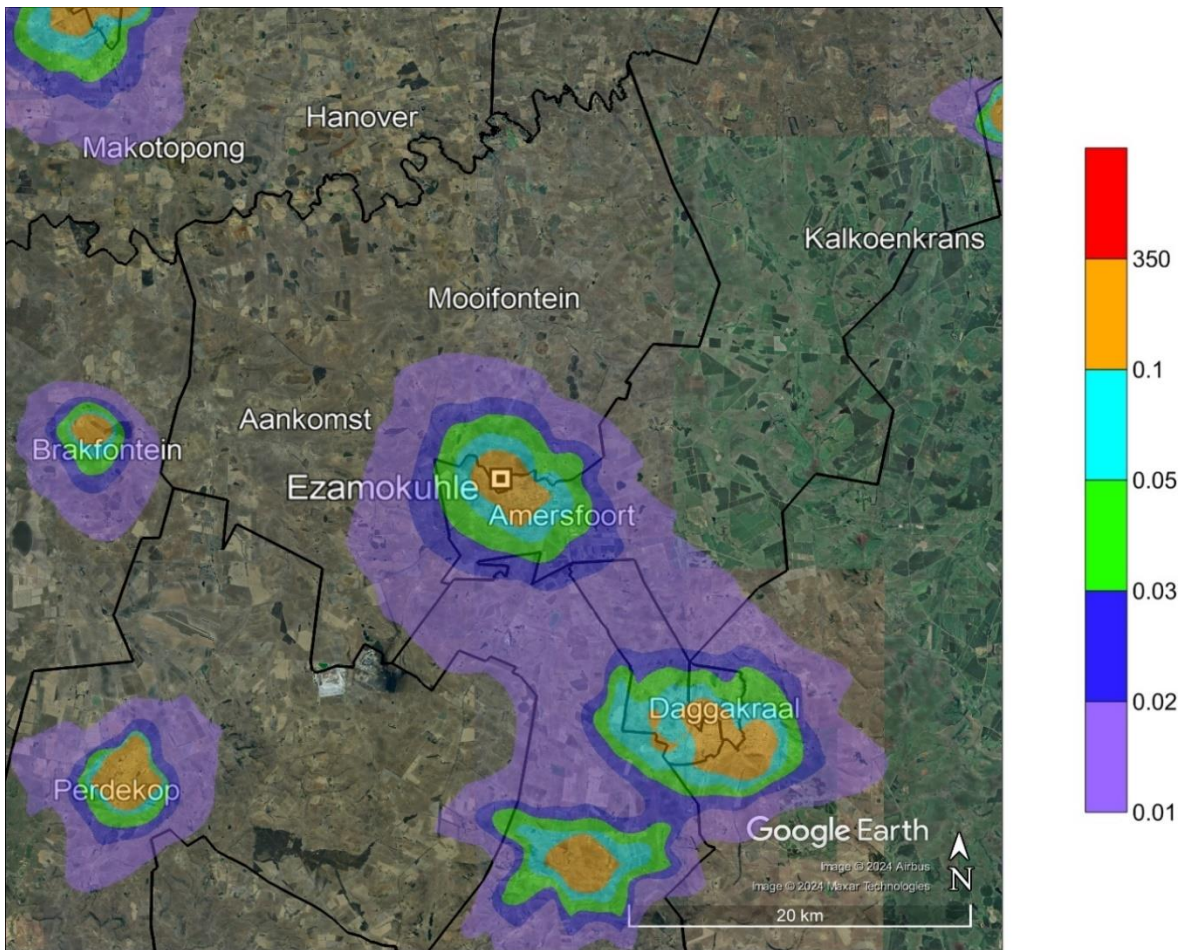 Hanover
Makotopong
Kalkoenkrans
Mooifontein
Aankomst
Brakfontein
Ezamokuhle
Amersfoort
Daggakraal
Perdekop
Google Earth
Image © 2024 Airbus
Image © 2024 Maxar Technologies
N
20 km
350
0.1
0.05
0.03
0.02
0.01